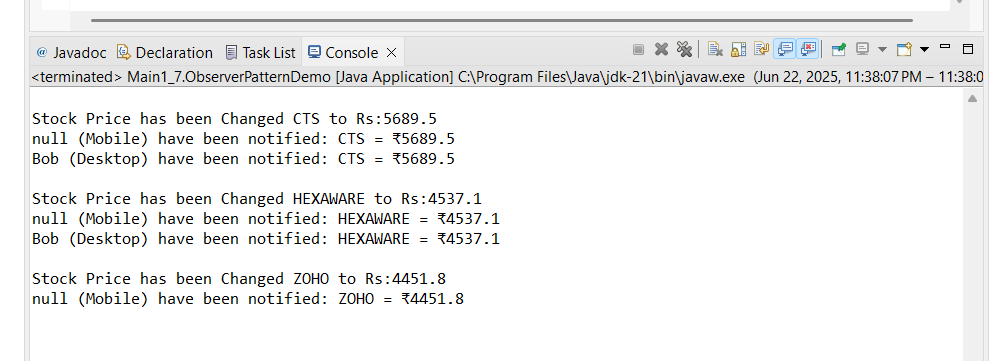 @ Javadoc Declaration Task List Console ×
<terminated> Main1_7.ObserverPatternDemo [Java Application] C:\Program Files\Java\jdk-21\bin\javaw.exe (Jun 22, 2025, 11:38:07 PM – 11:38:0
Stock Price has been Changed CTS to Rs:5689.5
null (Mobile) have been notified: CTS = ₹5689.5
Bob (Desktop) have been notified: CTS = ₹5689.5
Stock Price has been Changed HEXAWARE to Rs:4537.1
null (Mobile) have been notified: HEXAWARE = ₹4537.1
Bob (Desktop) have been notified: HEXAWARE = ₹4537.1
Stock Price has been Changed ZOHO to Rs:4451.8
null (Mobile) have been notified: ZOHO = ₹4451.8